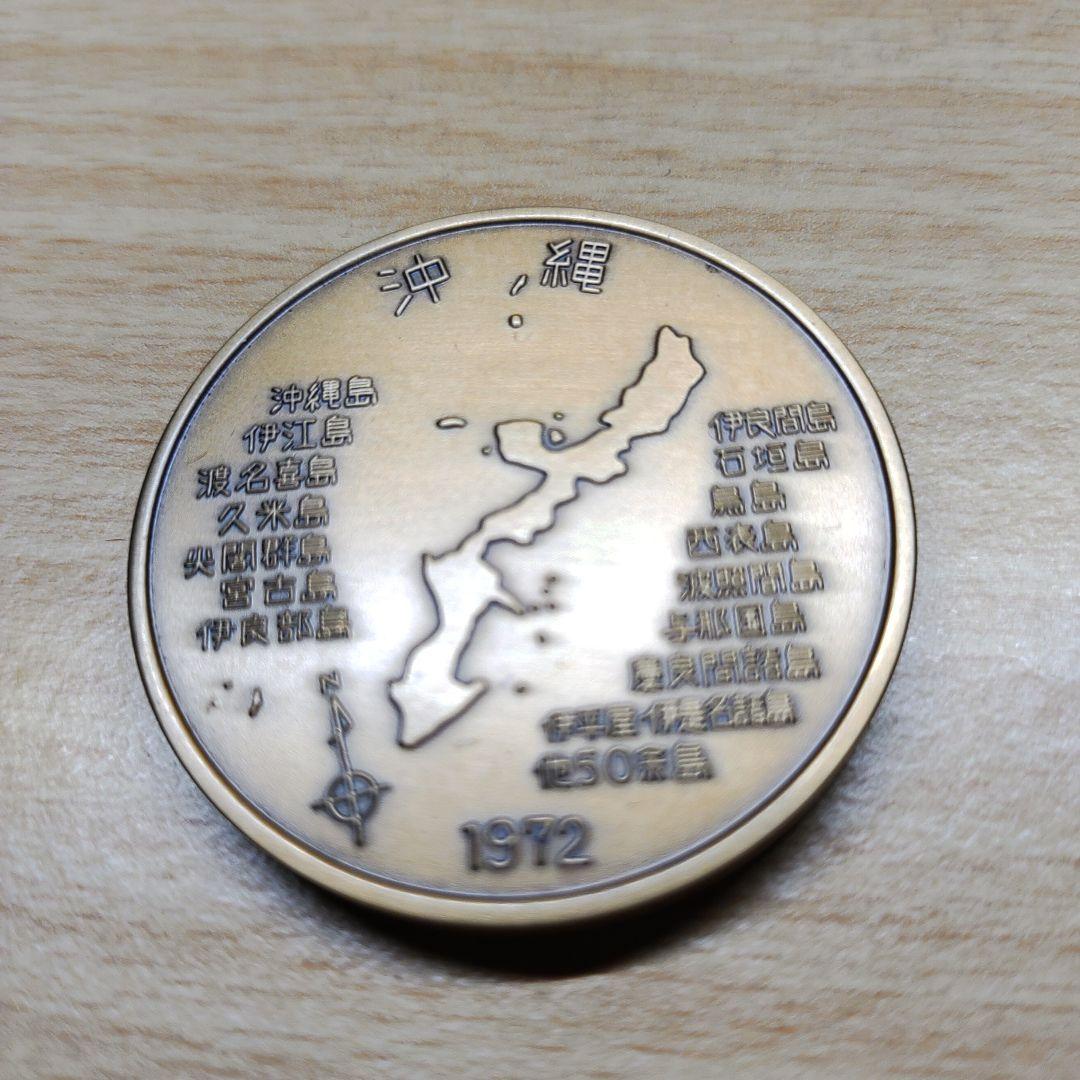 沖縄
沖縄島
伊江島
渡名喜島
久米島
尖閣群島
宮古島
伊良部島
伊良間島
石垣島
鳥島
西表島
波照間島
与那国島
慶良間諸島
伊平屋・伊是名諸島
他50余島
N
1972